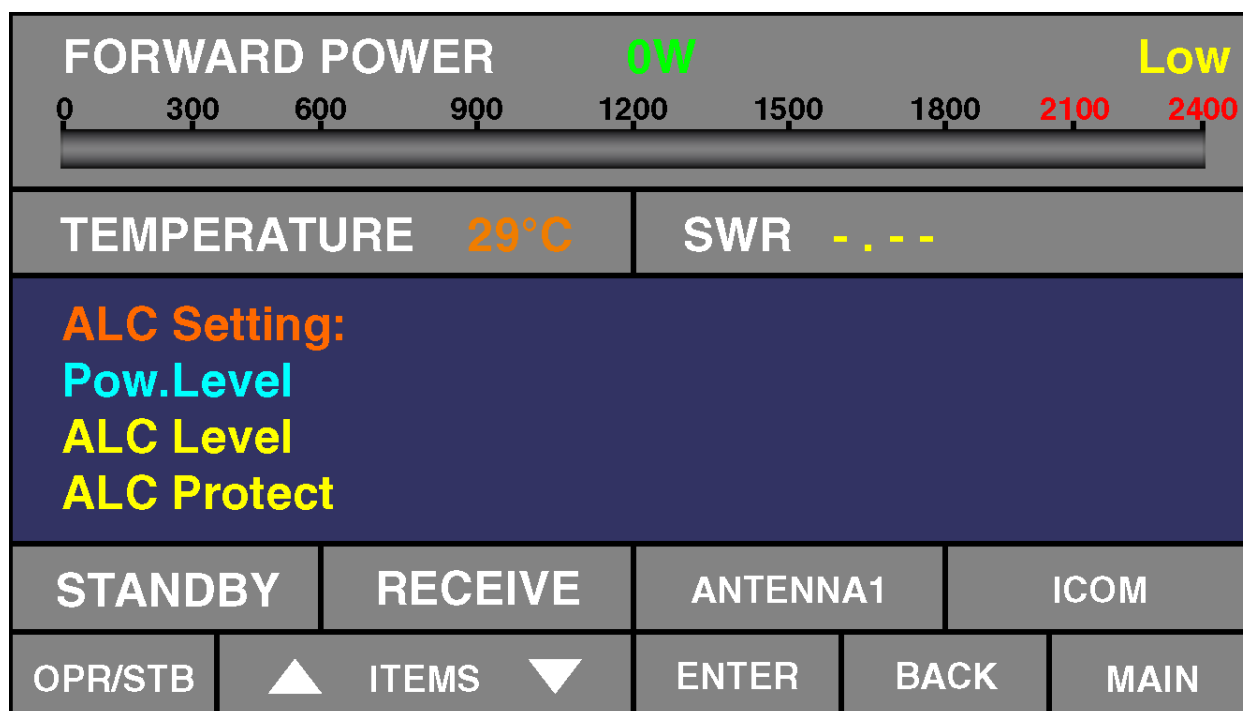 FORWARD POWER 0W Low
0 300 600 900 1200 1500 1800 2100 2400
TEMPERATURE 29°C SWR -.--
ALC Setting:
Pow.Level
ALC Level
ALC Protect
STANDBY RECEIVE ANTENNA1 ICOM
OPR/STB ▲ ITEMS ▼ ENTER BACK MAIN